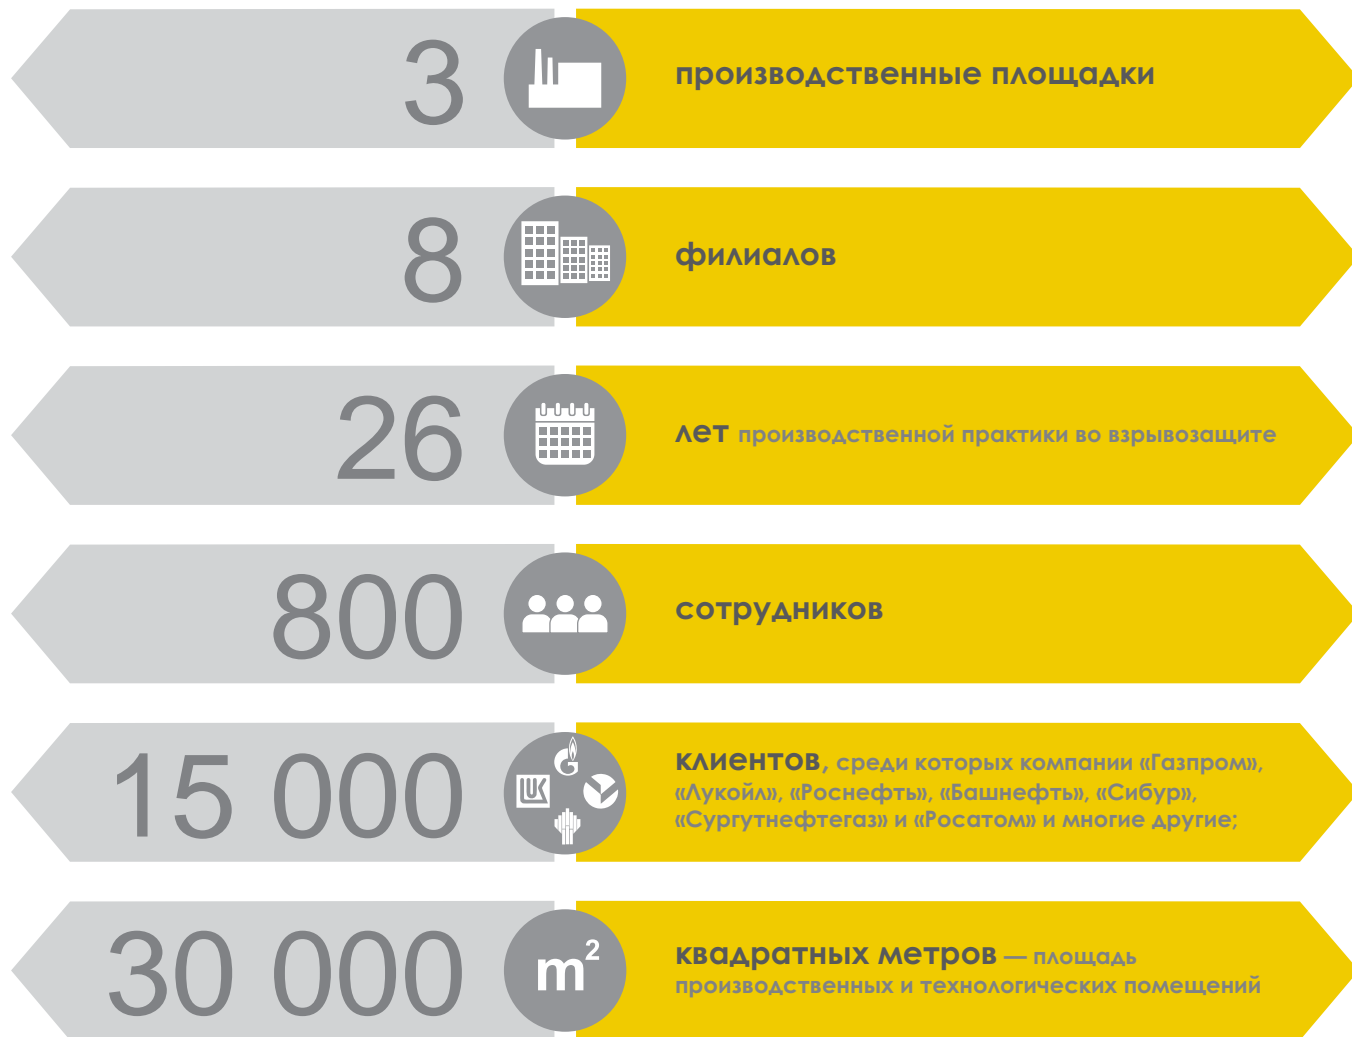 3
производственные площадки
8
филиалов
26
лет производственной практики во взрывозащите
800
сотрудников
15 000
клиентов, среди которых компании «Газпром»,
«Лукойл», «Роснефть», «Башнефть», «Сибур»,
«Сургутнефтегаз» и «Росатом» и многие другие;
G
LUK
30 000
m²
квадратных метров — площадь
производственных и технологических помещений